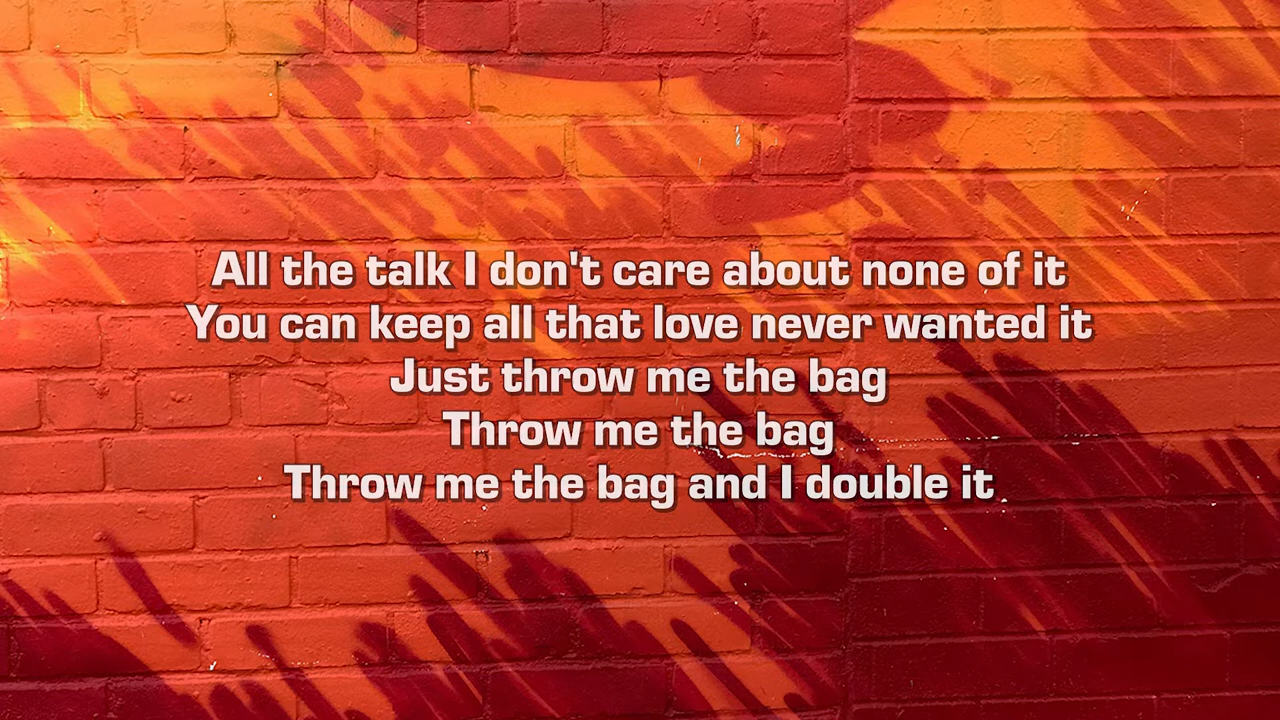 All the talk I don't care about none of it
You can keep all that love never wanted it
Just throw me the bag
Throw me the bag
Throw me the bag and I double it